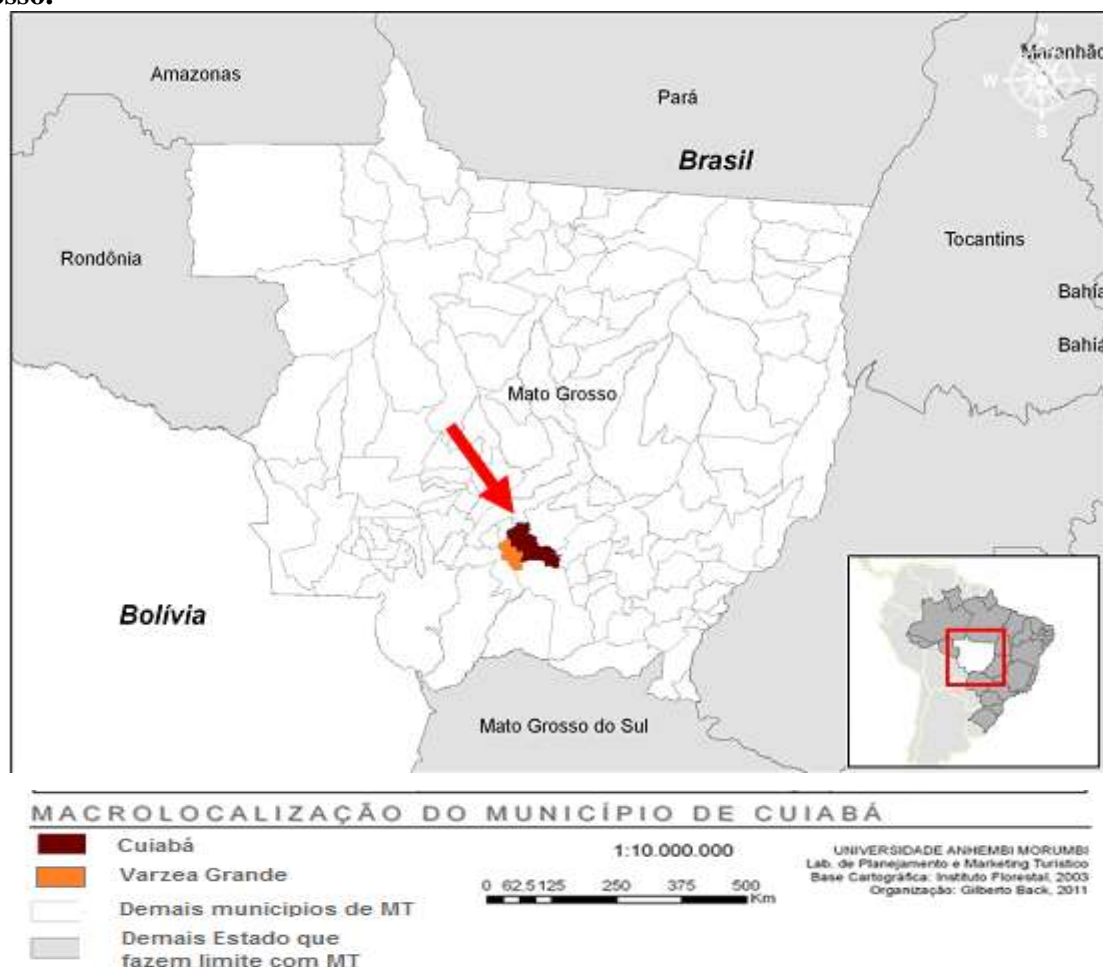 Amazonas
Maranhão
N
W E
S
Pará
Brasil
Rondônia
Tocantins
Bahia
Bahia
Mato Grosso
Bolívia
Mato Grosso do Sul
MACROLOCALIZAÇÃO DO MUNICÍPIO DE CUIABÁ
Cuiabá
Varzea Grande
Demais municipios de MT
Demais Estado que
fazem limite com MT
1:10.000.000
0 62,5 125 250 375 500
Km
UNIVERSIDADE ANHEMBI MORUMBI
Lab. de Planejamento e Marketing Turístico
Base Cartográfica: Instituto Florestal, 2003
Organização: Gilberto Back, 2011